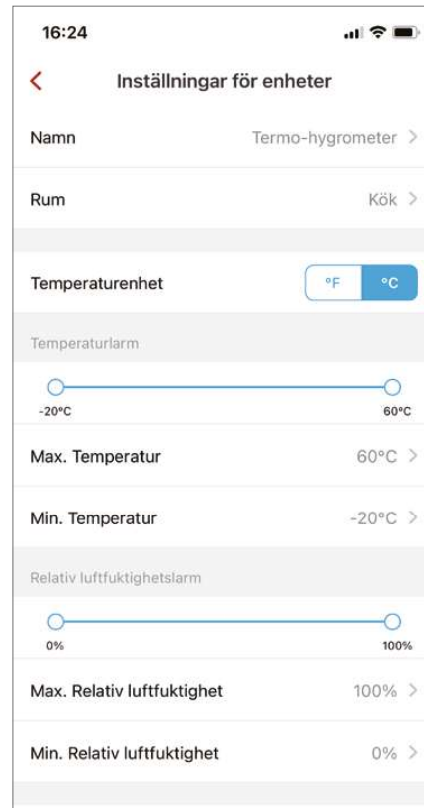 16:24
Inställningar för enheter
Namn Termo-hygrometer
Rum Kök
Temperaturenhet °F °C
Temperaturlarm
-20°C 60°C
Max. Temperatur 60°C
Min. Temperatur -20°C
Relativ luftfuktighetslarm
0% 100%
Max. Relativ luftfuktighet 100%
Min. Relativ luftfuktighet 0%